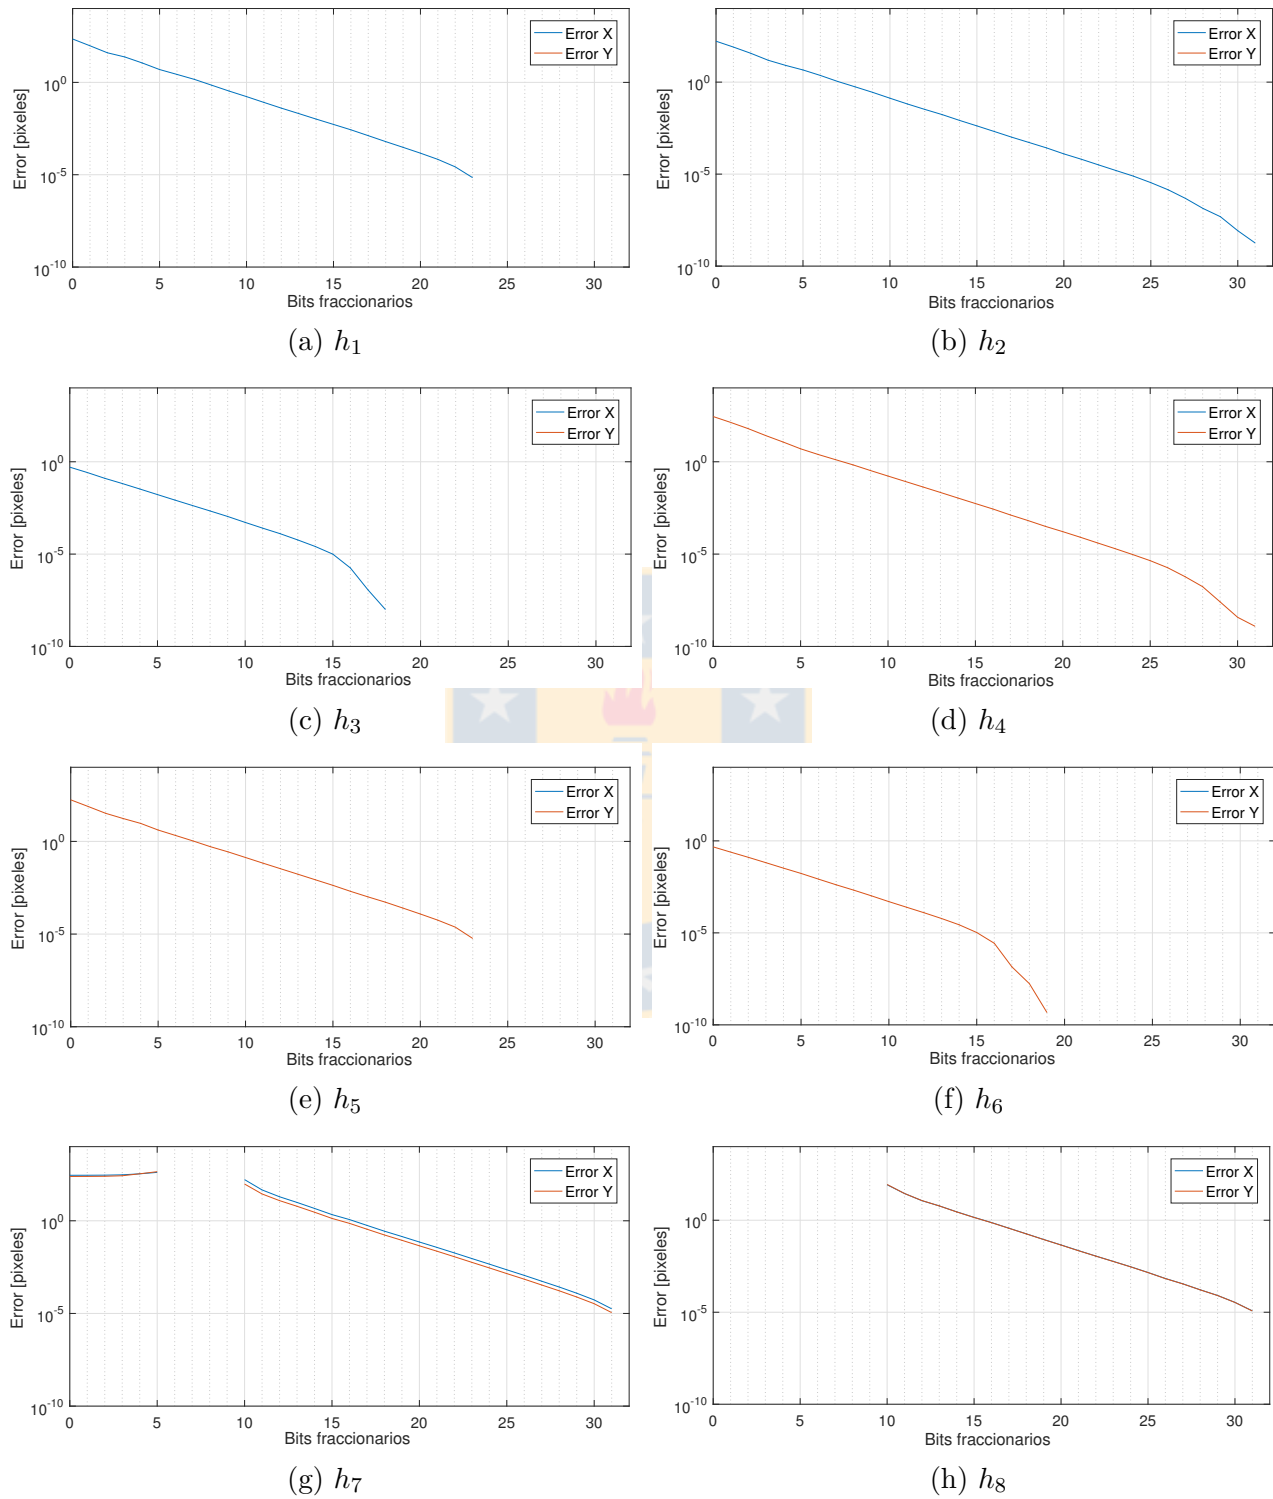 Error X
Error Y
10^0
10^-5
10^-10
Error [pixeles]
0 5 10 15 20 25 30
Bits fraccionarios
(a) h_1
Error X
Error Y
10^0
10^-5
10^-10
Error [pixeles]
0 5 10 15 20 25 30
Bits fraccionarios
(b) h_2
Error X
Error Y
10^0
10^-5
10^-10
Error [pixeles]
0 5 10 15 20 25 30
Bits fraccionarios
(c) h_3
Error X
Error Y
10^0
10^-5
10^-10
Error [pixeles]
0 5 10 15 20 25 30
Bits fraccionarios
(d) h_4
Error X
Error Y
10^0
10^-5
10^-10
Error [pixeles]
0 5 10 15 20 25 30
Bits fraccionarios
(e) h_5
Error X
Error Y
10^0
10^-5
10^-10
Error [pixeles]
0 5 10 15 20 25 30
Bits fraccionarios
(f) h_6
Error X
Error Y
10^0
10^-5
10^-10
Error [pixeles]
0 5 10 15 20 25 30
Bits fraccionarios
(g) h_7
Error X
Error Y
10^0
10^-5
10^-10
Error [pixeles]
0 5 10 15 20 25 30
Bits fraccionarios
(h) h_8